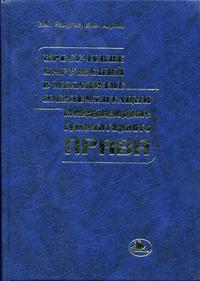 ПРЕСЕЧЕНИЕ
НАРУШЕНИЙ
В МЕХАНИЗМЕ
ИМПЛЕМЕНТАЦИИ
МЕЖДУНАРОДНОГО
ГУМАНИТАРНОГО
ПРАВА